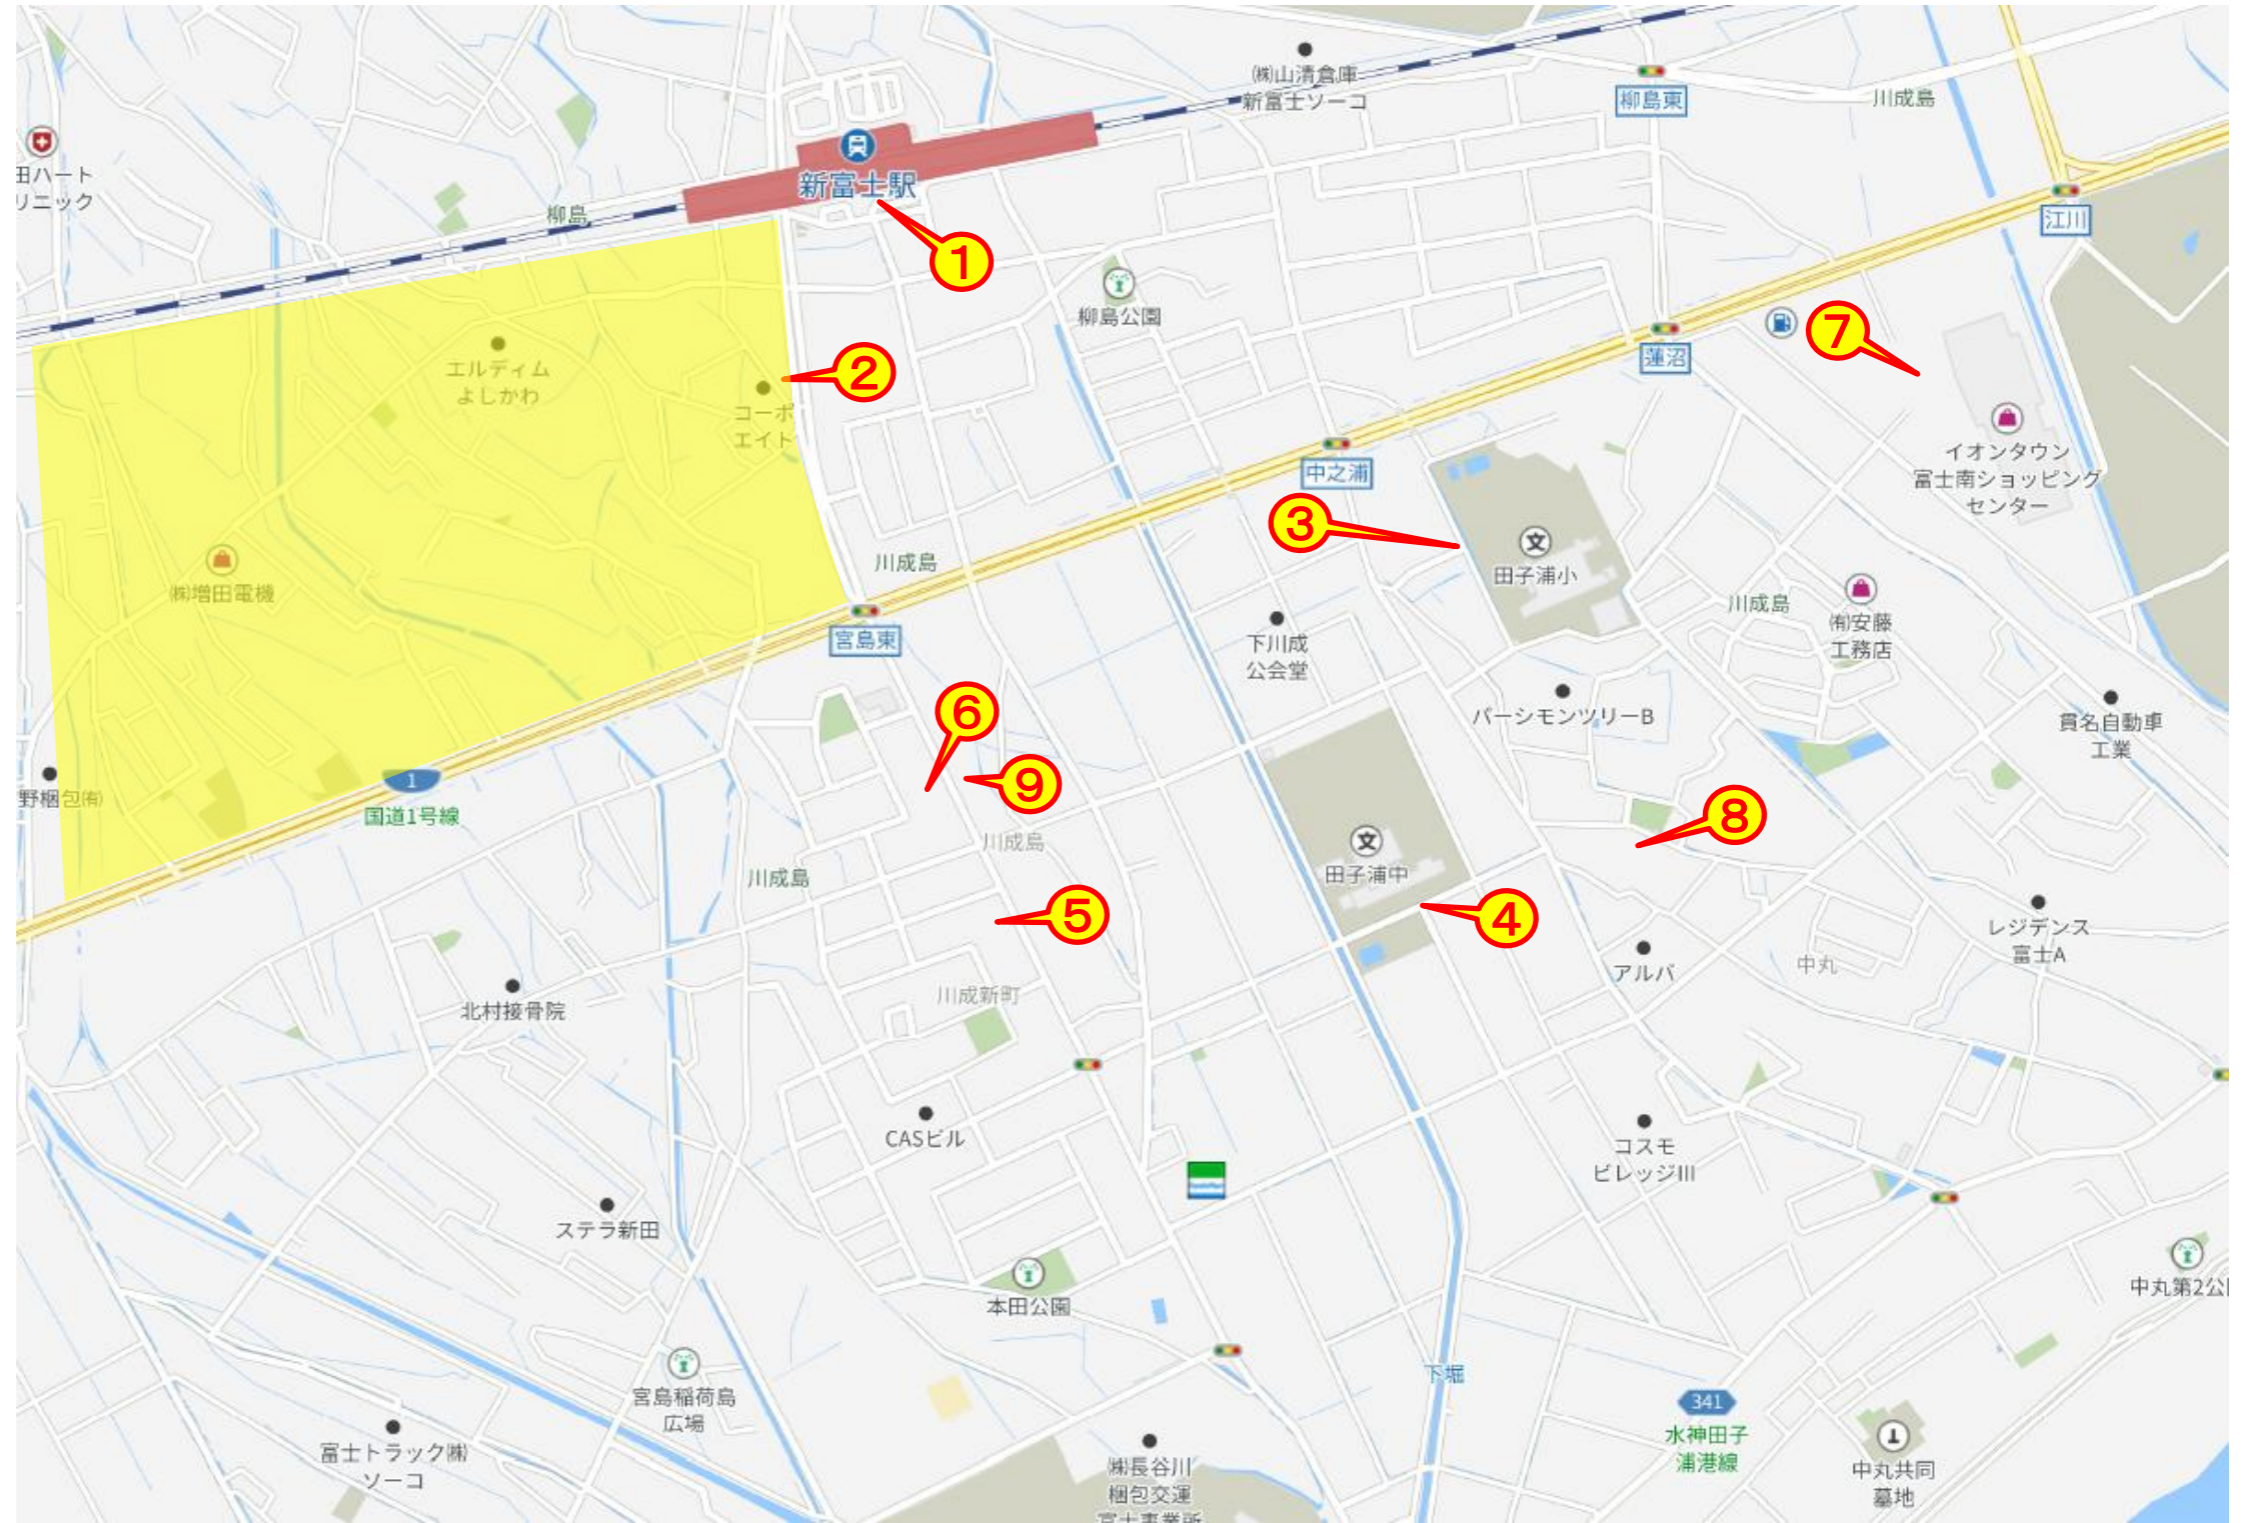 ㈱山清倉庫
新富士ソーコ
柳島東
川成島
田ハート
リニック
新富士駅
柳島
①
江川
柳島公園
エルディム
よしかわ
②
コーポ
エイト
蓮沼
⑦
イオンタウン
富士南ショッピング
センター
中之浦
③
田子浦小
川成島
㈱増田電機
宮島東
下川成
公会堂
川成島
㈲安藤
工務店
パーシモンツリーB
貫名自動車
工業
⑥
⑨
野梱包㈲
1
国道1号線
川成島
川成島
⑧
田子浦中
⑤
④
レジデンス
富士A
アルバ
中丸
北村接骨院
川成新町
CASビル
コスモ
ビレッジⅢ
ステラ新田
本田公園
中丸第2公
宮島稲荷島
広場
下堀
341
水神田子
浦港線
富士トラック㈱
ソーコ
㈱長谷川
梱包交運
富士事業所
中丸共同
墓地
文
文